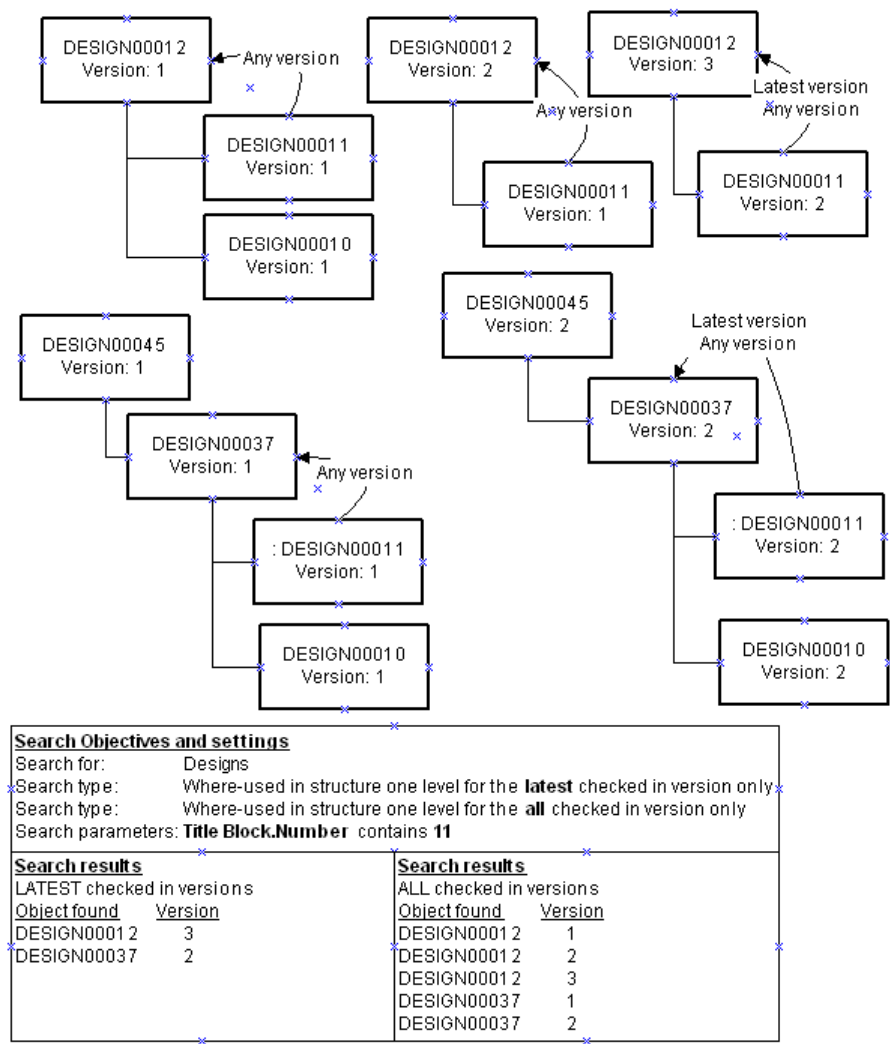 DESIGN00012
Version: 1
Any version
DESIGN00011
Version: 1
DESIGN00010
Version: 1
DESIGN00012
Version: 2
Any version
DESIGN00011
Version: 1
DESIGN00012
Version: 3
Latest version
Any version
DESIGN00011
Version: 2
DESIGN00045
Version: 1
DESIGN00037
Version: 1
Any version
: DESIGN00011
Version: 1
DESIGN00010
Version: 1
DESIGN00045
Version: 2
Latest version
Any version
DESIGN00037
Version: 2
: DESIGN00011
Version: 2
DESIGN00010
Version: 2
Search Objectives and settings
Search for: Designs
Search type: Where-used in structure one level for the latest checked in version only
Search type: Where-used in structure one level for the all checked in version only
Search parameters: Title Block.Number contains 11
Search results
LATEST checked in versions
Object found Version
DESIGN00012 3
DESIGN00037 2
Search results
ALL checked in versions
Object found Version
DESIGN00012 1
DESIGN00012 2
DESIGN00012 3
DESIGN00037 1
DESIGN00037 2